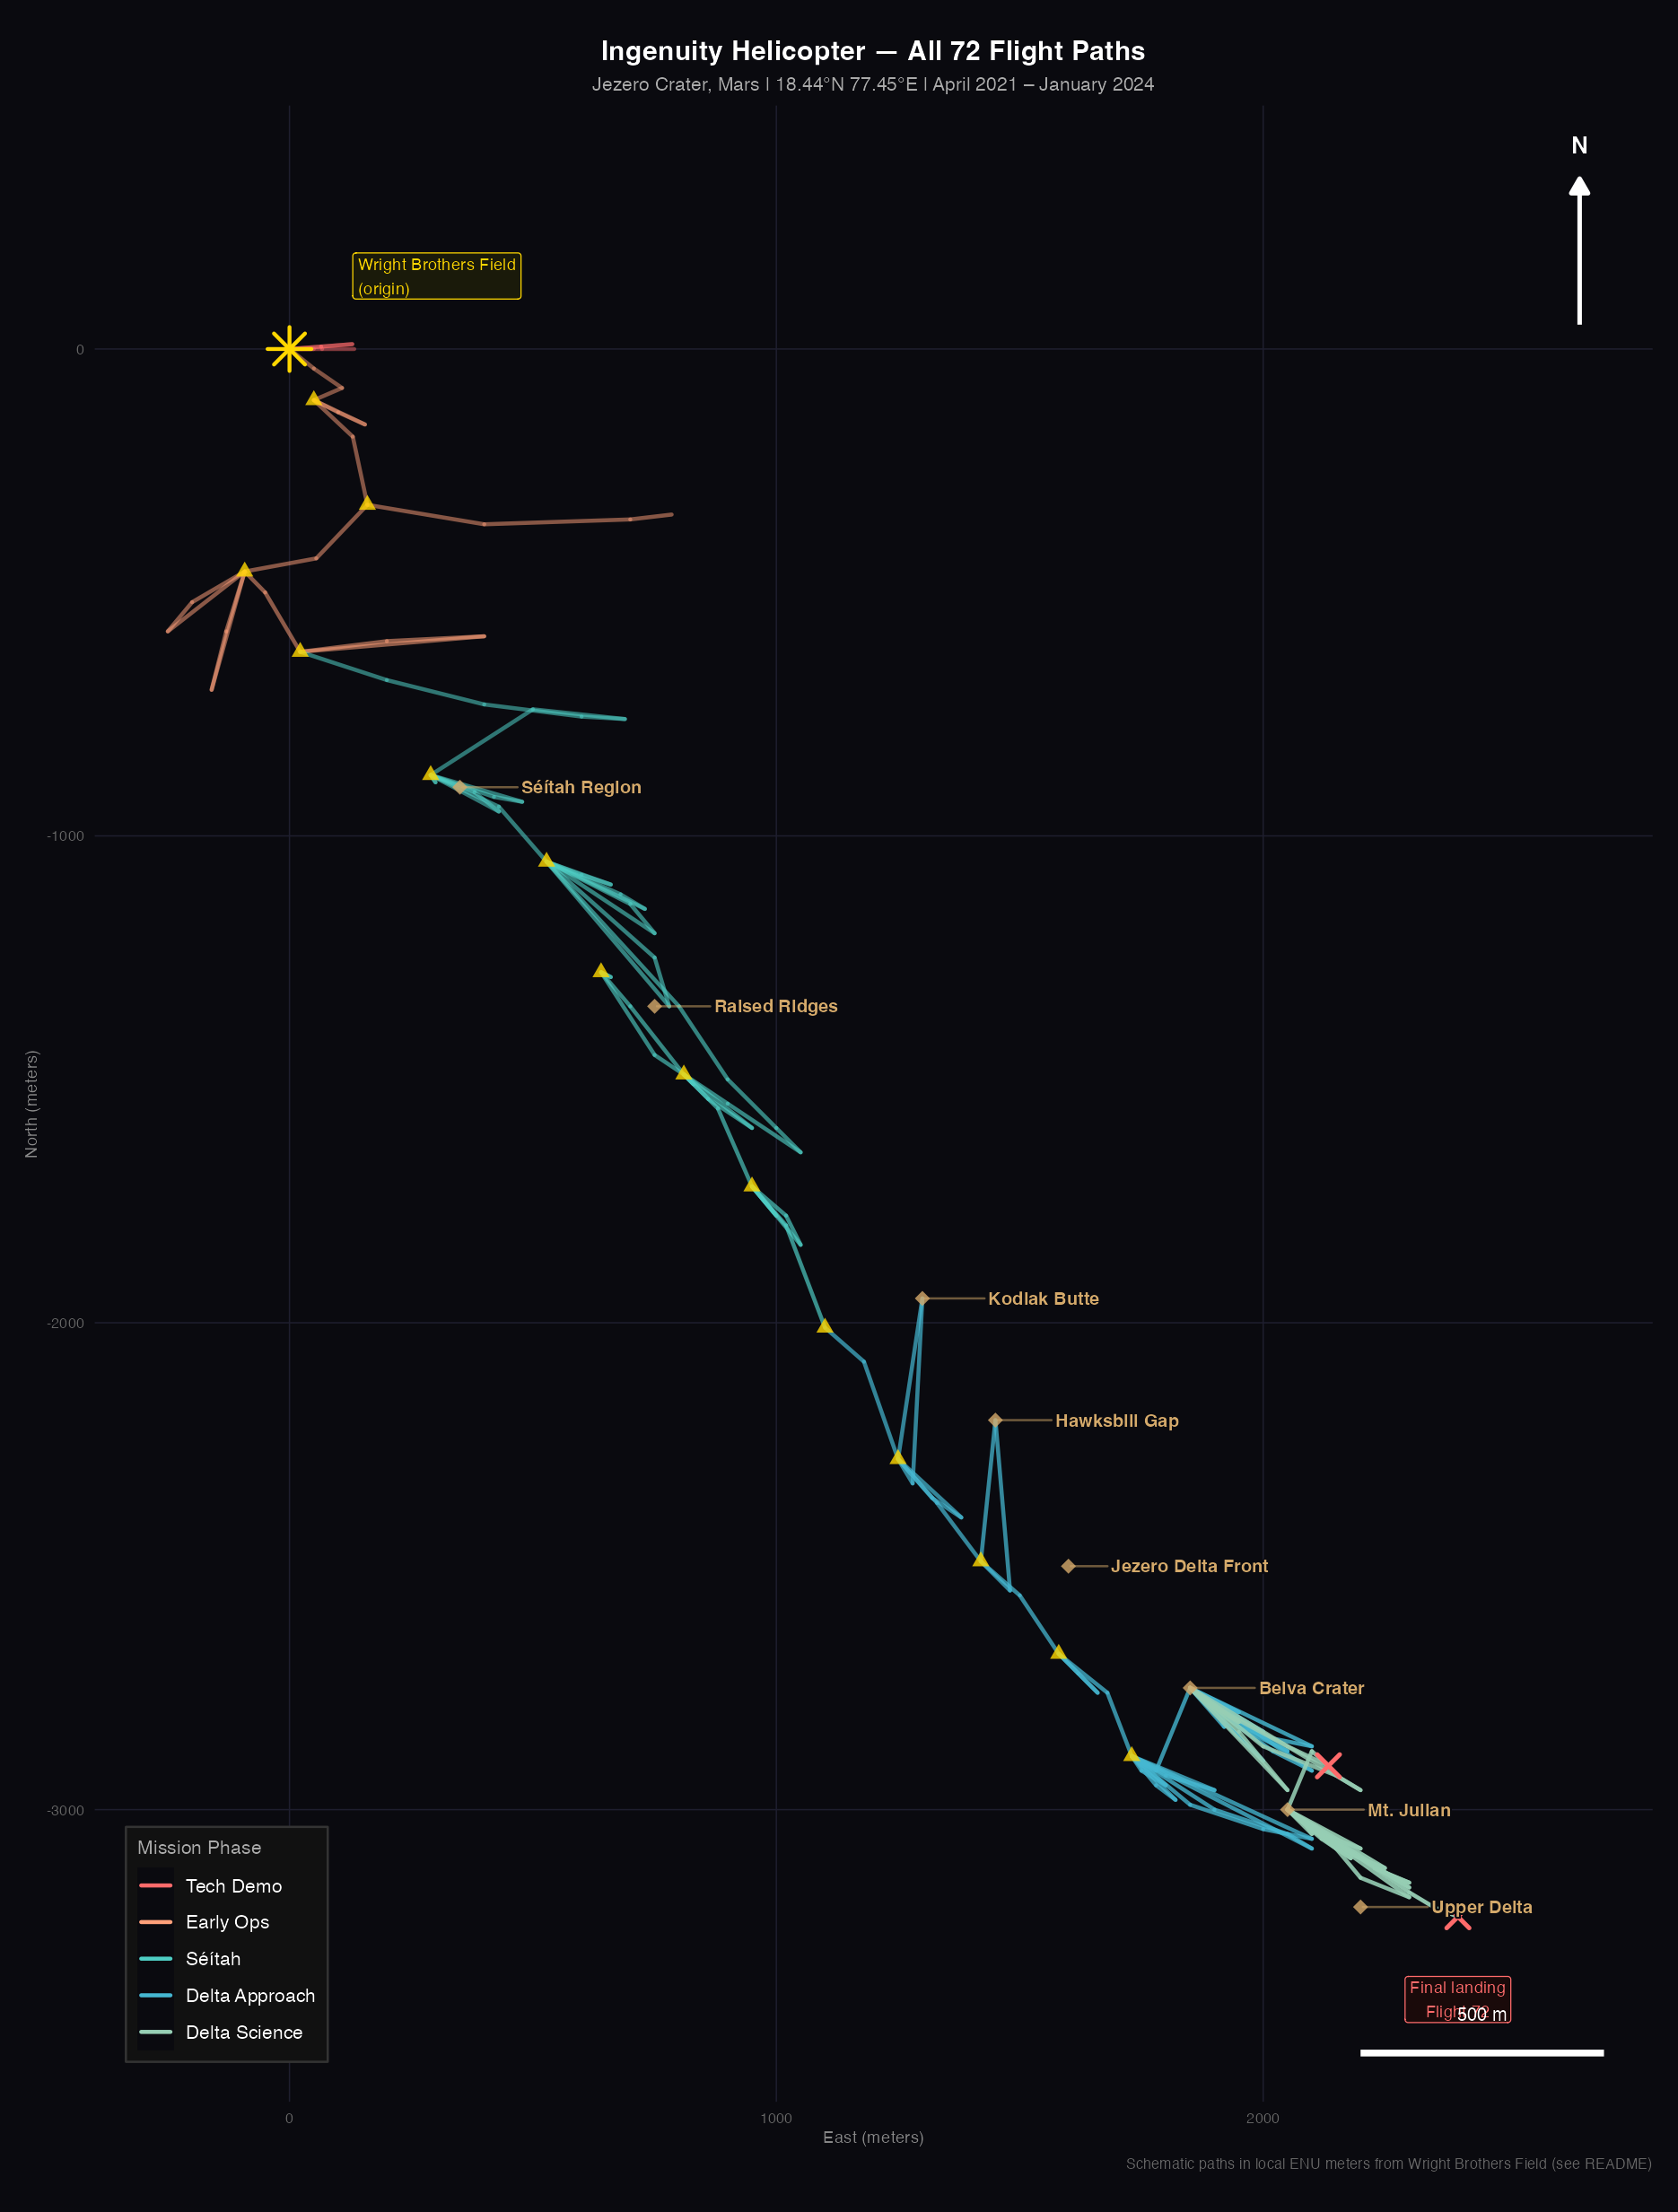 Ingenuity Helicopter — All 72 Flight Paths
Jezero Crater, Mars | 18.44°N 77.45°E | April 2021 – January 2024
N
Wright Brothers Field
(origin)
0
Séítah Region
-1000
Raised Ridges
North (meters)
Kodiak Butte
-2000
Hawksbill Gap
Jezero Delta Front
Belva Crater
-3000
Mt. Julian
Upper Delta
Mission Phase
Tech Demo
Early Ops
Séítah
Delta Approach
Delta Science
Final landing
Flight 72
500 m
0
1000
2000
East (meters)
Schematic paths in local ENU meters from Wright Brothers Field (see README)